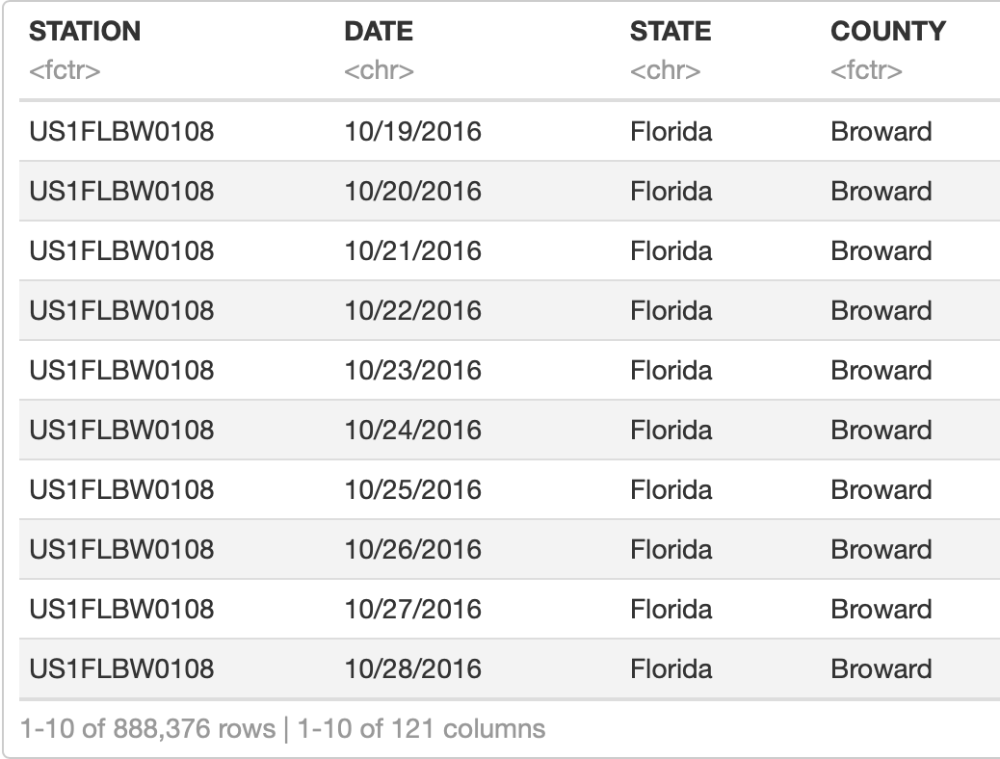 STATION DATE STATE COUNTY
<fctr> <chr> <chr> <fctr>
US1FLBW0108 10/19/2016 Florida Broward
US1FLBW0108 10/20/2016 Florida Broward
US1FLBW0108 10/21/2016 Florida Broward
US1FLBW0108 10/22/2016 Florida Broward
US1FLBW0108 10/23/2016 Florida Broward
US1FLBW0108 10/24/2016 Florida Broward
US1FLBW0108 10/25/2016 Florida Broward
US1FLBW0108 10/26/2016 Florida Broward
US1FLBW0108 10/27/2016 Florida Broward
US1FLBW0108 10/28/2016 Florida Broward
1-10 of 888,376 rows | 1-10 of 121 columns